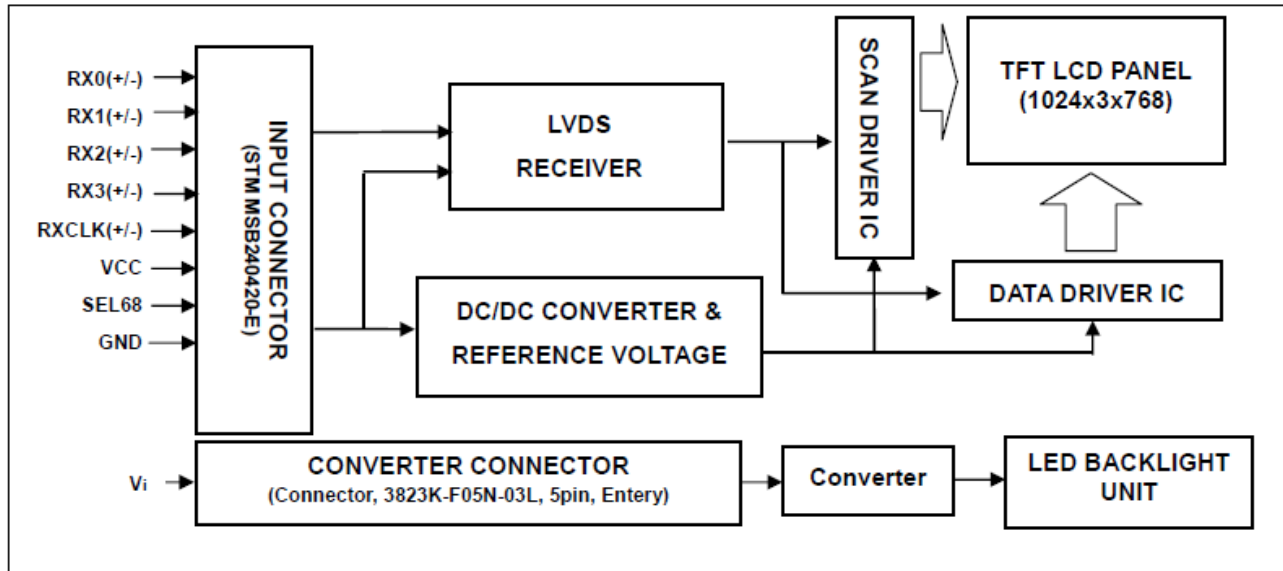 RX0(+/-)
RX1(+/-)
RX2(+/-)
RX3(+/-)
RXCLK(+/-)
VCC
SEL68
GND
INPUT CONNECTOR
(STM MSB240420-E)
LVDS
RECEIVER
DC/DC CONVERTER &
REFERENCE VOLTAGE
SCAN DRIVER IC
TFT LCD PANEL
(1024x3x768)
DATA DRIVER IC
Vi
CONVERTER CONNECTOR
(Connector, 3823K-F05N-03L, 5pin, Entery)
Converter
LED BACKLIGHT
UNIT